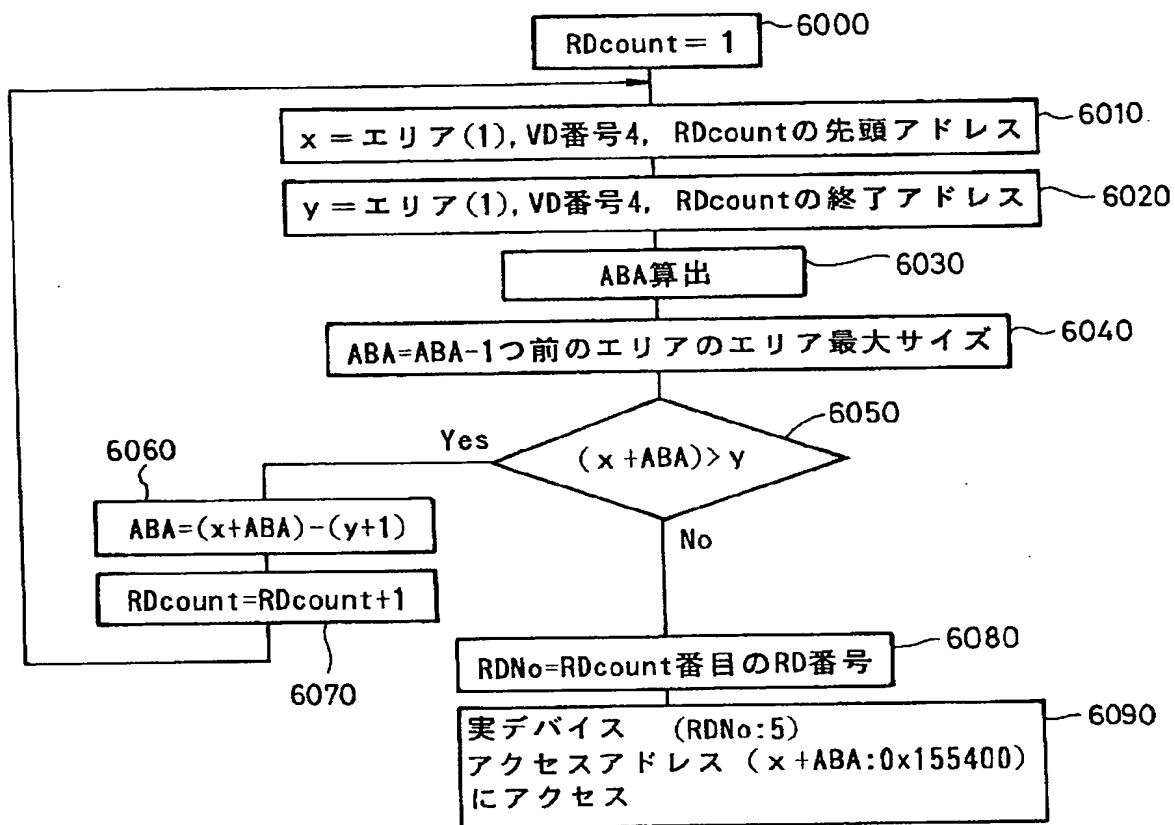 RDcount= 1
6000
x=エリア(1), VD番号4, RDcountの先頭アドレス
6010
y=エリア(1), VD番号4, RDcountの終了アドレス
6020
ABA算出
6030
ABA=ABA-1つ前のエリアのエリア最大サイズ
6040
(x+ABA)>y
6050
Yes
6060
ABA=(x+ABA)-(y+1)
No
RDcount=RDcount+1
6070
RDNo=RDcount番目のRD番号
6080
実デバイス (RDNo:5)
アクセスアドレス(x+ABA:0x155400)
にアクセス
6090